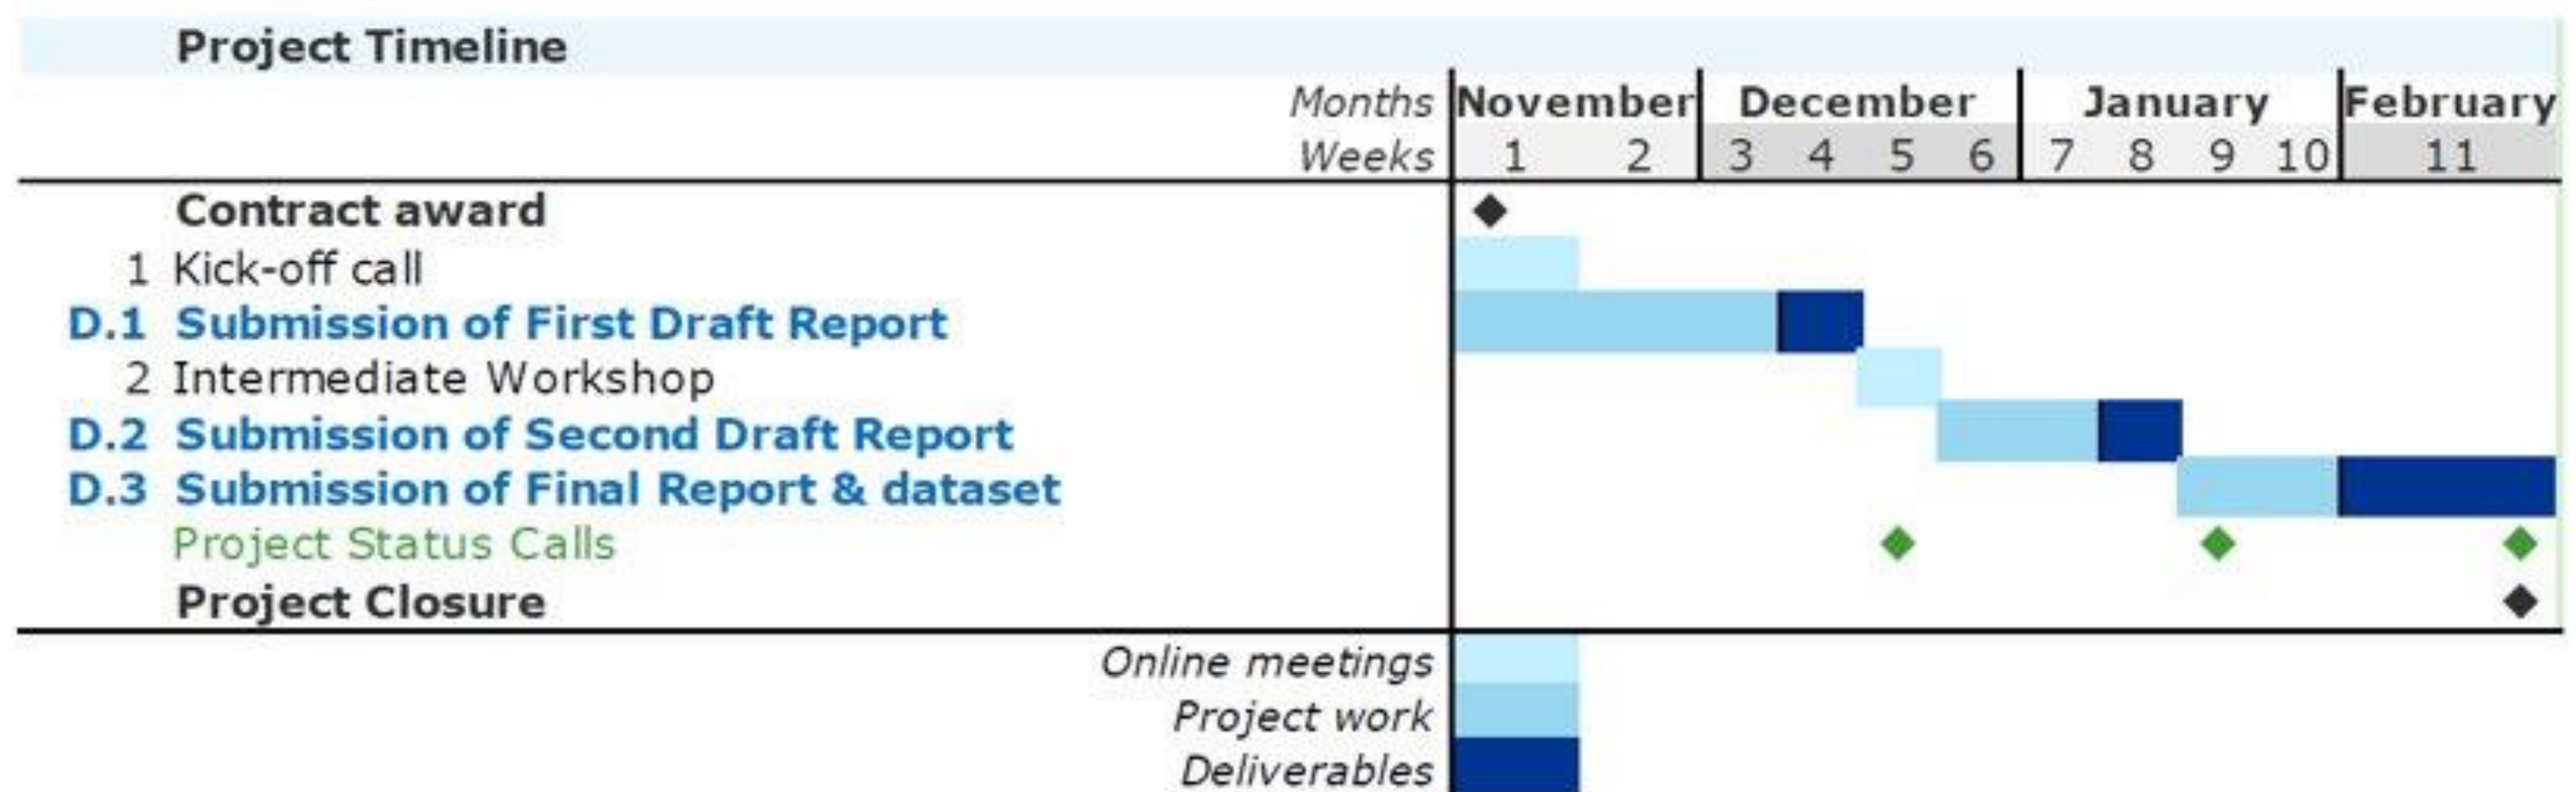 Project Timeline
Months November December January February
Weeks 1 2 3 4 5 6 7 8 9 10 11
Contract award
1 Kick-off call
D.1 Submission of First Draft Report
2 Intermediate Workshop
D.2 Submission of Second Draft Report
D.3 Submission of Final Report & dataset
Project Status Calls
Project Closure
Online meetings
Project work
Deliverables